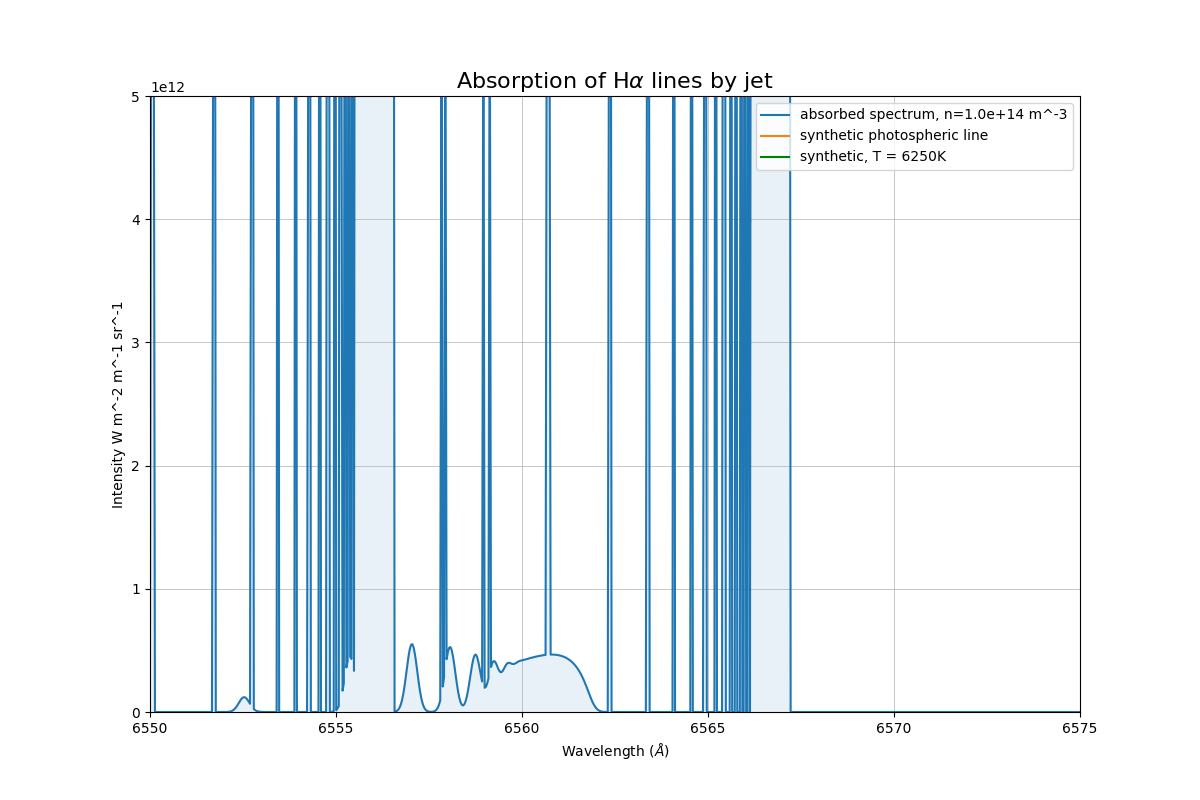 Absorption of Hα lines by jet
1e12
absorbed spectrum, n=1.0e+14 m^-3
synthetic photospheric line
synthetic, T = 6250K
5
4
3
2
1
0
Intensity W m^-2 m^-1 sr^-1
6550 6555 6560 6565 6570 6575
Wavelength (Å)